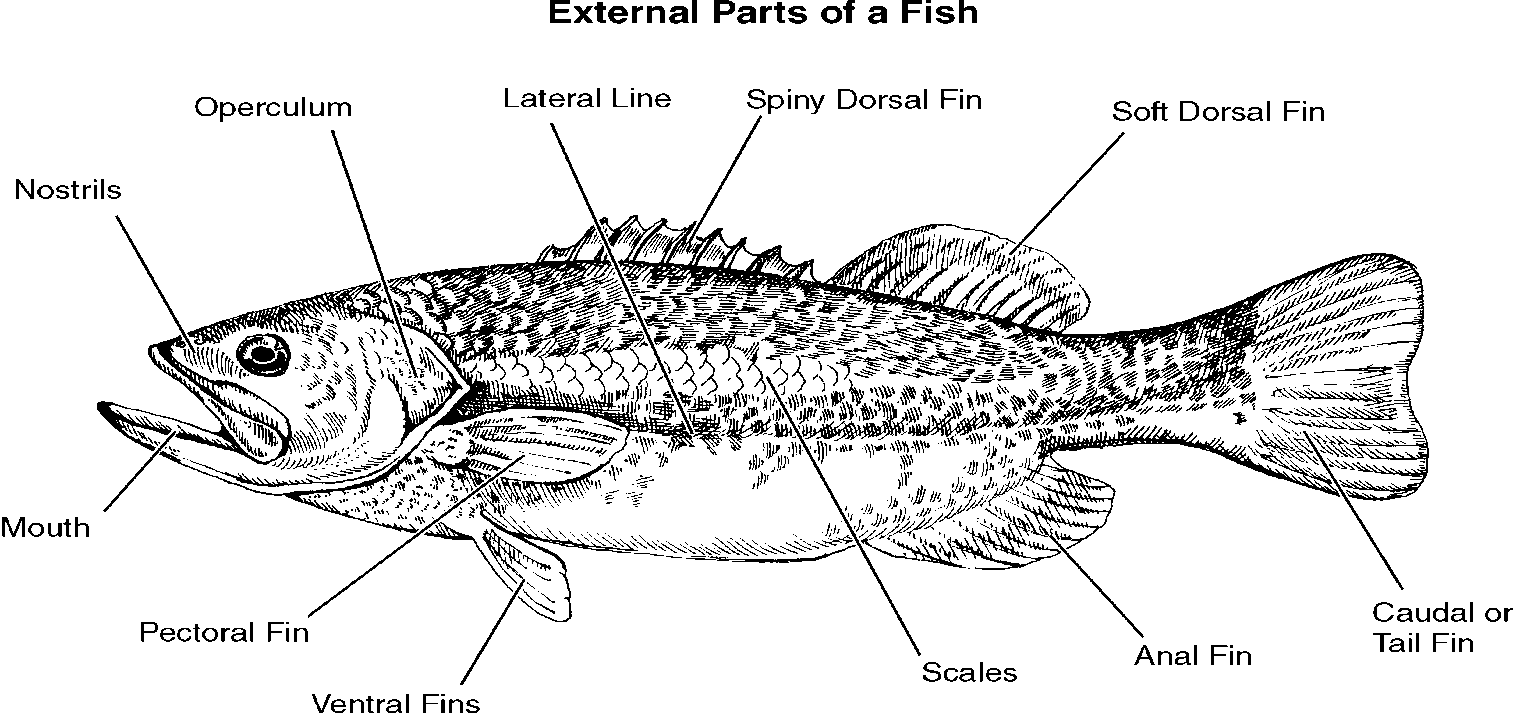 External Parts of a Fish
Operculum
Lateral Line
Spiny Dorsal Fin
Soft Dorsal Fin
Nostrils
Mouth
Pectoral Fin
Ventral Fins
Scales
Anal Fin
Caudal or
Tail Fin